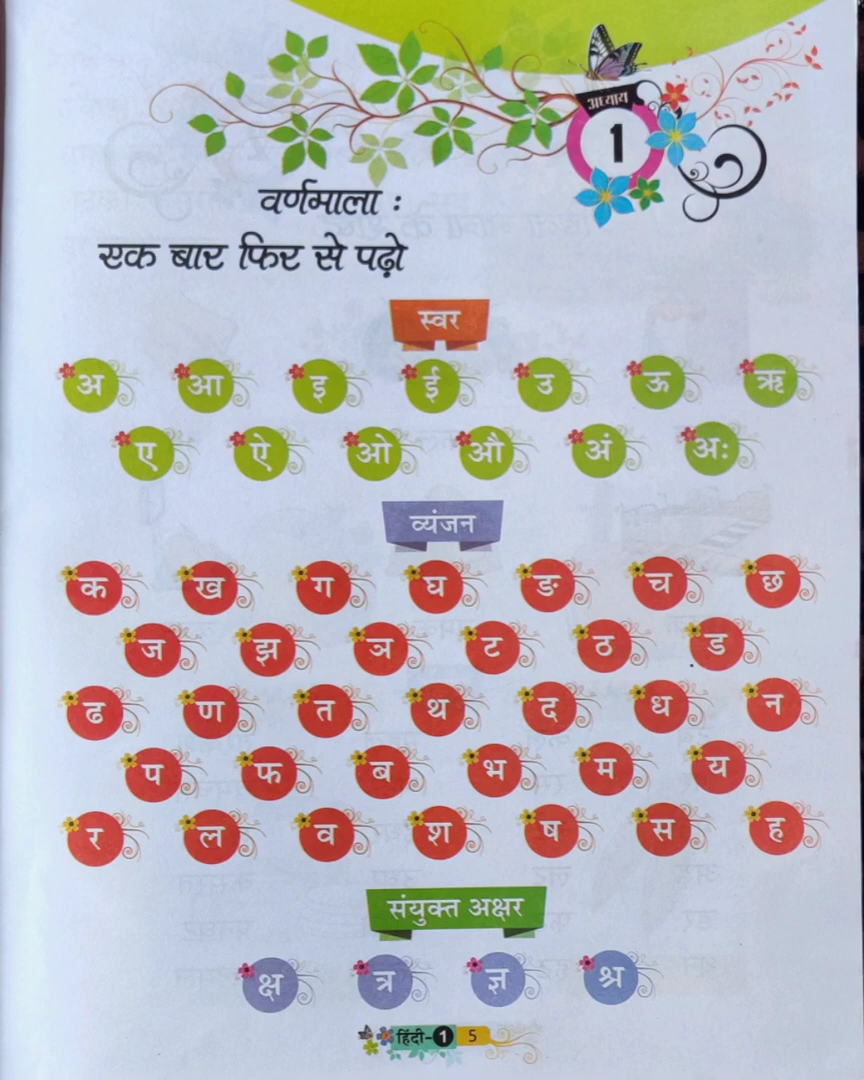 अध्याय
1
वर्णमाला :
एक बार फिर से पढ़ो
स्वर
अ आ इ ई उ ऊ ऋ
ए ऐ ओ औ अं अः
व्यंजन
क ख ग घ ङ च छ
ज झ ञ ट ठ ड
ढ ण त थ द ध न
प फ ब भ म य
र ल व श ष स ह
संयुक्त अक्षर
क्ष त्र ज्ञ श्र
हिंदी-1 5